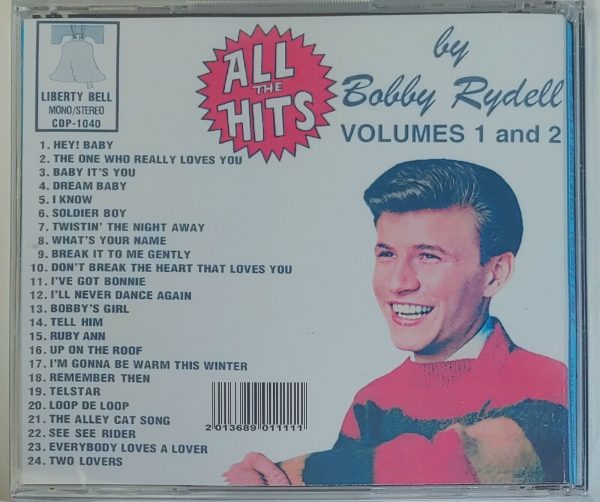 LIBERTY BELL
MONO/STEREO
CDP-1040
ALL
THE
HITS
by
Bobby Rydell
VOLUMES 1 and 2
1. HEY! BABY
2. THE ONE WHO REALLY LOVES YOU
3. BABY IT'S YOU
4. DREAM BABY
5. I KNOW
6. SOLDIER BOY
7. TWISTIN' THE NIGHT AWAY
8. WHAT'S YOUR NAME
9. BREAK IT TO ME GENTLY
10. DON'T BREAK THE HEART THAT LOVES YOU
11. I'VE GOT BONNIE
12. I'LL NEVER DANCE AGAIN
13. BOBBY'S GIRL
14. TELL HIM
15. RUBY ANN
16. UP ON THE ROOF
17. I'M GONNA BE WARM THIS WINTER
18. REMEMBER THEN
19. TELSTAR
20. LOOP DE LOOP
21. THE ALLEY CAT SONG
22. SEE SEE RIDER
23. EVERYBODY LOVES A LOVER
24. TWO LOVERS
2 013689 011111